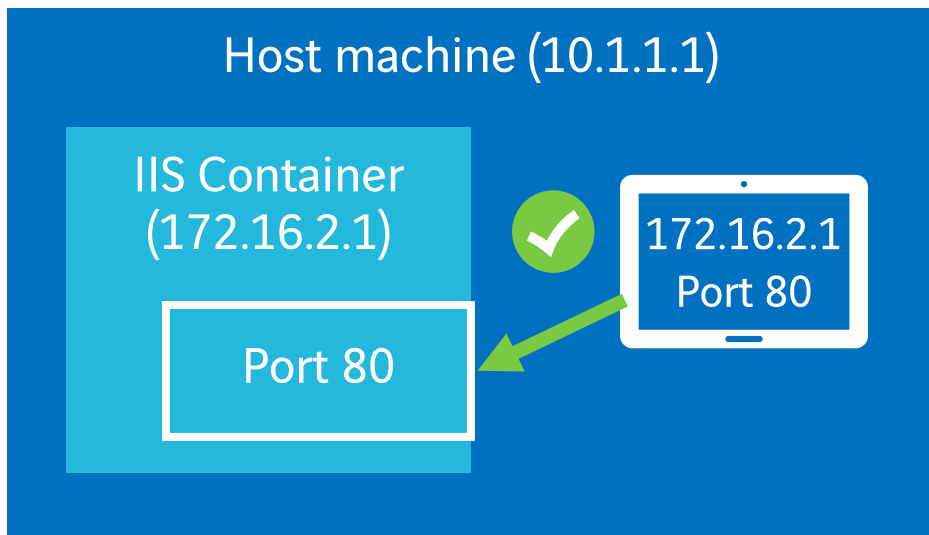 Host machine (10.1.1.1)
IIS Container
(172.16.2.1)
Port 80
172.16.2.1
Port 80